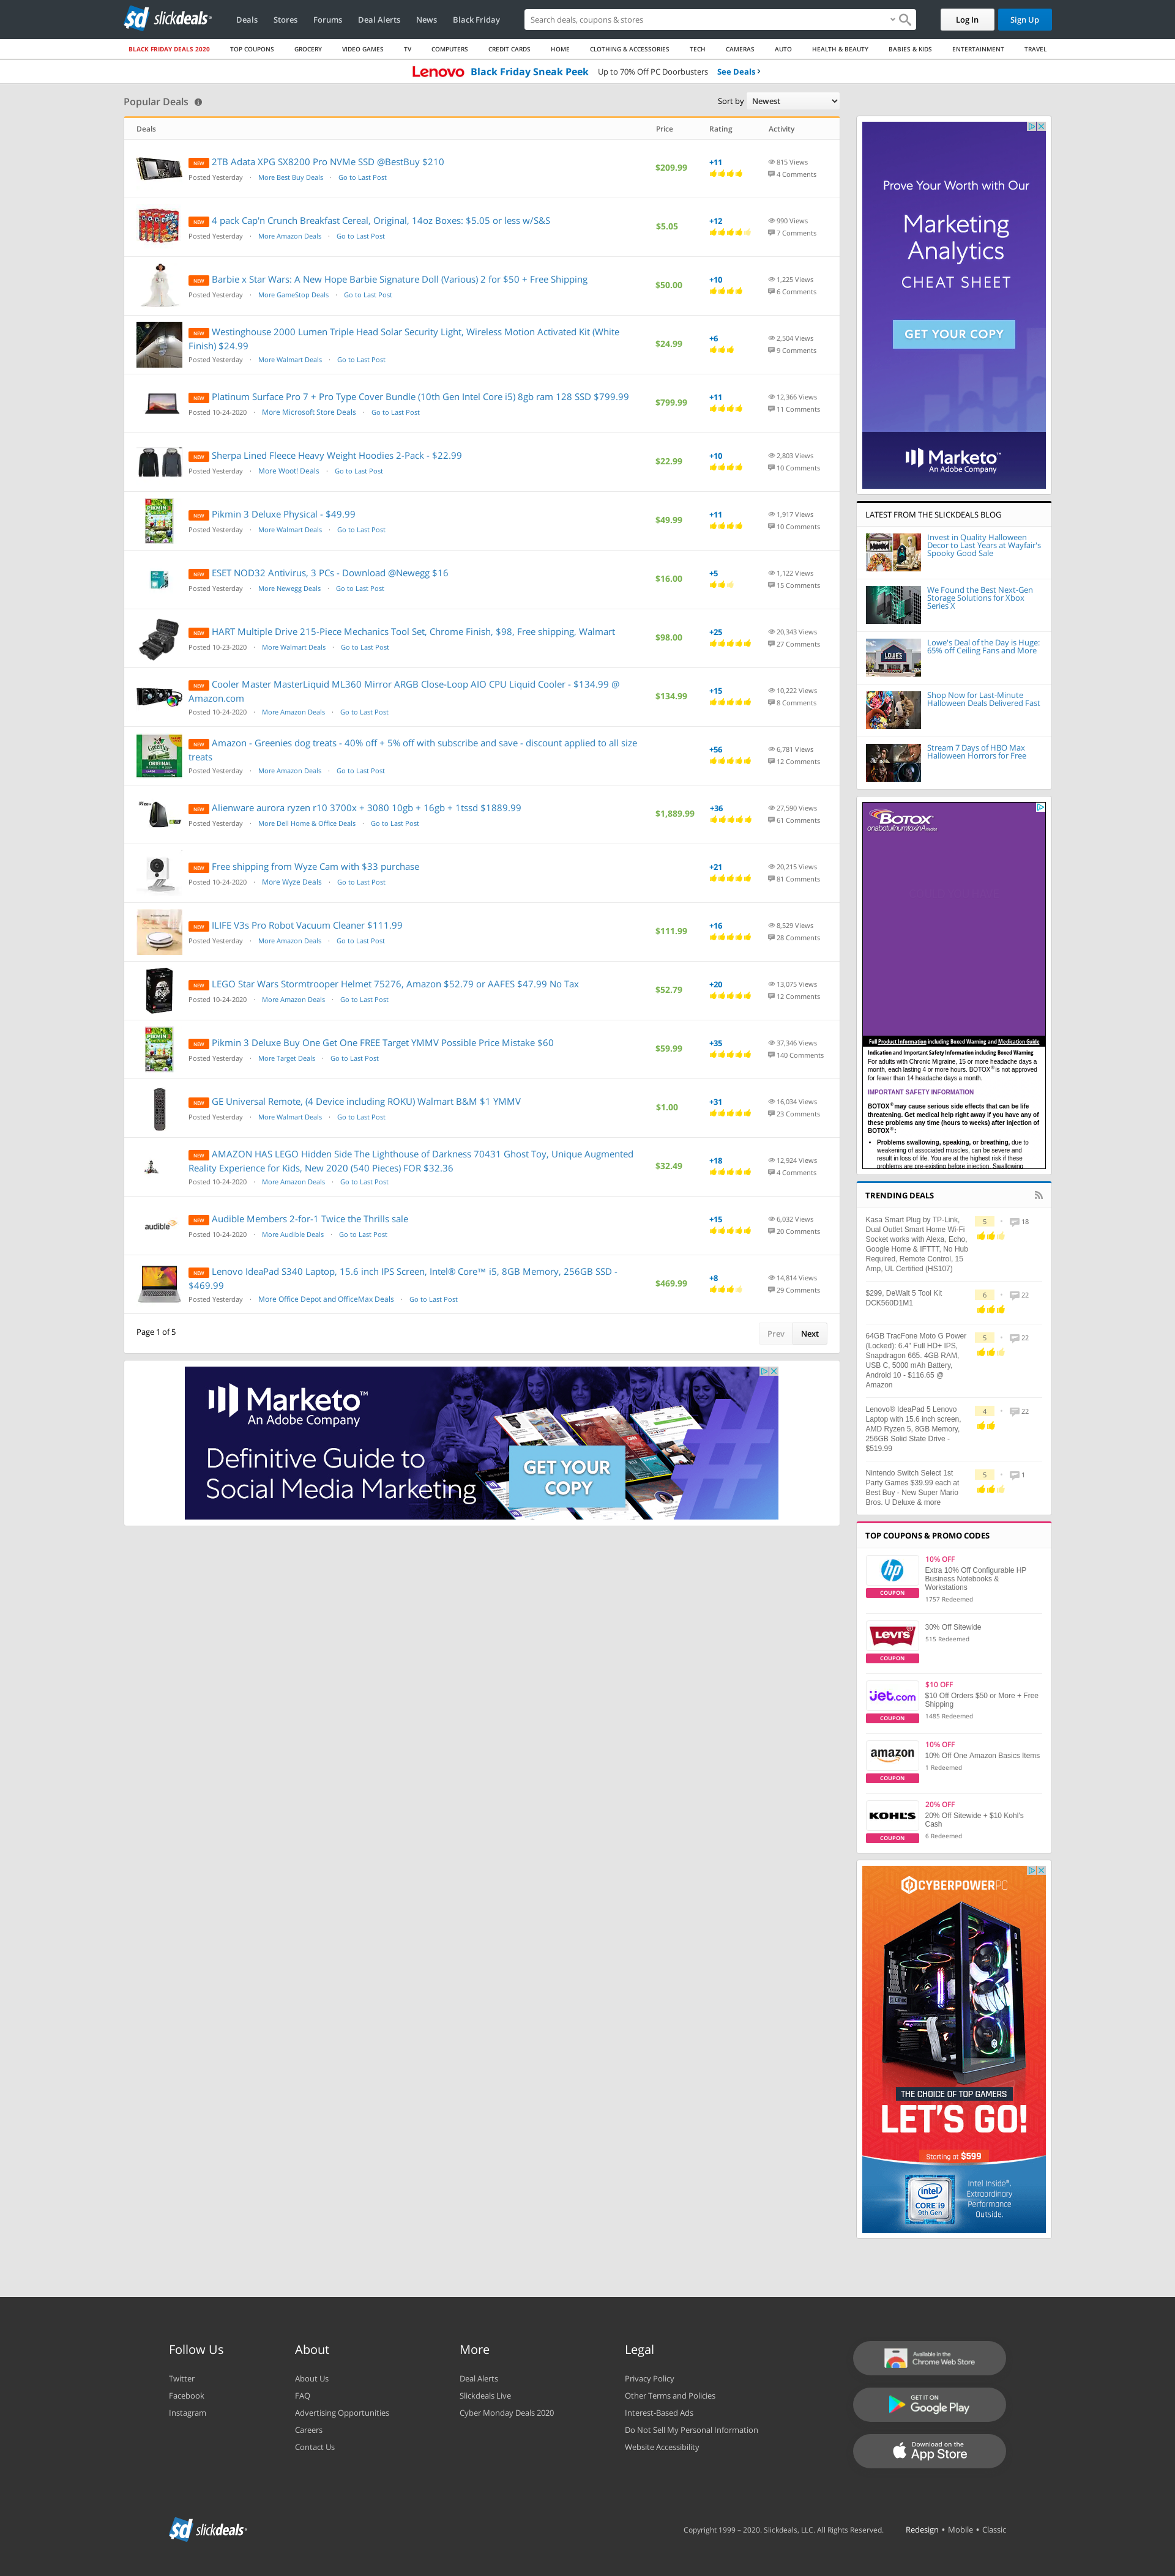 sd slickdeals
Deals Stores Forums Deal Alerts News Black Friday
Search deals, coupons & stores
Log In Sign Up
BLACK FRIDAY DEALS 2020 TOP COUPONS GROCERY VIDEO GAMES TV COMPUTERS CREDIT CARDS HOME CLOTHING & ACCESSORIES TECH CAMERAS AUTO HEALTH & BEAUTY BABIES & KIDS ENTERTAINMENT TRAVEL
Lenovo Black Friday Sneak Peek Up to 70% Off PC Doorbusters See Deals ›
Popular Deals
Sort by Newest
Deals Price Rating Activity
NEW 2TB Adata XPG SX8200 Pro NVMe SSD @BestBuy $210
Posted Yesterday · More Best Buy Deals · Go to Last Post
$209.99 +11 815 Views
4 Comments
NEW 4 pack Cap'n Crunch Breakfast Cereal, Original, 14oz Boxes: $5.05 or less w/S&S
Posted Yesterday · More Amazon Deals · Go to Last Post
$5.05 +12 990 Views
7 Comments
NEW Barbie x Star Wars: A New Hope Barbie Signature Doll (Various) 2 for $50 + Free Shipping
Posted Yesterday · More GameStop Deals · Go to Last Post
$50.00 +10 1,225 Views
6 Comments
NEW Westinghouse 2000 Lumen Triple Head Solar Security Light, Wireless Motion Activated Kit (White
Finish) $24.99
Posted Yesterday · More Walmart Deals · Go to Last Post
$24.99 +6 2,504 Views
9 Comments
NEW Platinum Surface Pro 7 + Pro Type Cover Bundle (10th Gen Intel Core i5) 8gb ram 128 SSD $799.99
Posted 10-24-2020 · More Microsoft Store Deals · Go to Last Post
$799.99 +11 12,366 Views
11 Comments
NEW Sherpa Lined Fleece Heavy Weight Hoodies 2-Pack - $22.99
Posted Yesterday · More Woot! Deals · Go to Last Post
$22.99 +10 2,803 Views
10 Comments
NEW Pikmin 3 Deluxe Physical - $49.99
Posted Yesterday · More Walmart Deals · Go to Last Post
$49.99 +11 1,917 Views
10 Comments
NEW ESET NOD32 Antivirus, 3 PCs - Download @Newegg $16
Posted Yesterday · More Newegg Deals · Go to Last Post
$16.00 +5 1,122 Views
15 Comments
NEW HART Multiple Drive 215-Piece Mechanics Tool Set, Chrome Finish, $98, Free shipping, Walmart
Posted 10-23-2020 · More Walmart Deals · Go to Last Post
$98.00 +25 20,343 Views
27 Comments
NEW Cooler Master MasterLiquid ML360 Mirror ARGB Close-Loop AIO CPU Liquid Cooler - $134.99 @
Amazon.com
Posted 10-24-2020 · More Amazon Deals · Go to Last Post
$134.99 +15 10,222 Views
8 Comments
NEW Amazon - Greenies dog treats - 40% off + 5% off with subscribe and save - discount applied to all size
treats
Posted Yesterday · More Amazon Deals · Go to Last Post
+56 6,781 Views
12 Comments
NEW Alienware aurora ryzen r10 3700x + 3080 10gb + 16gb + 1tssd $1889.99
Posted Yesterday · More Dell Home & Office Deals · Go to Last Post
$1,889.99 +36 27,590 Views
61 Comments
NEW Free shipping from Wyze Cam with $33 purchase
Posted 10-24-2020 · More Wyze Deals · Go to Last Post
+21 20,215 Views
81 Comments
NEW ILIFE V3s Pro Robot Vacuum Cleaner $111.99
Posted Yesterday · More Amazon Deals · Go to Last Post
$111.99 +16 8,529 Views
28 Comments
NEW LEGO Star Wars Stormtrooper Helmet 75276, Amazon $52.79 or AAFES $47.99 No Tax
Posted 10-24-2020 · More Amazon Deals · Go to Last Post
$52.79 +20 13,075 Views
12 Comments
NEW Pikmin 3 Deluxe Buy One Get One FREE Target YMMV Possible Price Mistake $60
Posted Yesterday · More Target Deals · Go to Last Post
$59.99 +35 37,346 Views
140 Comments
NEW GE Universal Remote, (4 Device including ROKU) Walmart B&M $1 YMMV
Posted Yesterday · More Walmart Deals · Go to Last Post
$1.00 +31 16,034 Views
23 Comments
NEW AMAZON HAS LEGO Hidden Side The Lighthouse of Darkness 70431 Ghost Toy, Unique Augmented
Reality Experience for Kids, New 2020 (540 Pieces) FOR $32.36
Posted 10-24-2020 · More Amazon Deals · Go to Last Post
$32.49 +18 12,924 Views
4 Comments
audible
NEW Audible Members 2-for-1 Twice the Thrills sale
Posted 10-24-2020 · More Audible Deals · Go to Last Post
+15 6,032 Views
20 Comments
NEW Lenovo IdeaPad S340 Laptop, 15.6 inch IPS Screen, Intel® Core™ i5, 8GB Memory, 256GB SSD -
$469.99
Posted Yesterday · More Office Depot and OfficeMax Deals · Go to Last Post
$469.99 +8 14,814 Views
29 Comments
Page 1 of 5
Prev Next
Marketo™
An Adobe Company
Definitive Guide to
Social Media Marketing
GET YOUR
COPY
Prove Your Worth with Our
Marketing
Analytics
CHEAT SHEET
GET YOUR COPY
Marketo™
An Adobe Company
LATEST FROM THE SLICKDEALS BLOG
Invest in Quality Halloween
Decor to Last Years at Wayfair's
Spooky Good Sale
We Found the Best Next-Gen
Storage Solutions for Xbox
Series X
LOWE'S
Lowe's Deal of the Day is Huge:
65% off Ceiling Fans and More
Shop Now for Last-Minute
Halloween Deals Delivered Fast
Stream 7 Days of HBO Max
Halloween Horrors for Free
BOTOX
onabotulinumtoxinA
Full Product Information including Boxed Warning and Medication Guide
Indication and Important Safety Information including Boxed Warning
For adults with Chronic Migraine, 15 or more headache days a
month, each lasting 4 or more hours. BOTOX® is not approved
for fewer than 14 headache days a month.
IMPORTANT SAFETY INFORMATION
BOTOX® may cause serious side effects that can be life
threatening. Get medical help right away if you have any of
these problems any time (hours to weeks) after injection of
BOTOX®:
• Problems swallowing, speaking, or breathing, due to
weakening of associated muscles, can be severe and
result in loss of life. You are at the highest risk if these
problems are pre-existing before injection. Swallowing
TRENDING DEALS
Kasa Smart Plug by TP-Link,
Dual Outlet Smart Home Wi-Fi
Socket works with Alexa, Echo,
Google Home & IFTTT, No Hub
Required, Remote Control, 15
Amp, UL Certified (HS107)
5 18
$299, DeWalt 5 Tool Kit
DCK560D1M1
6 22
64GB TracFone Moto G Power
(Locked): 6.4" Full HD+ IPS,
Snapdragon 665. 4GB RAM,
USB C, 5000 mAh Battery,
Android 10 - $116.65 @
Amazon
5 22
Lenovo® IdeaPad 5 Lenovo
Laptop with 15.6 inch screen,
AMD Ryzen 5, 8GB Memory,
256GB Solid State Drive -
$519.99
4 22
Nintendo Switch Select 1st
Party Games $39.99 each at
Best Buy - New Super Mario
Bros. U Deluxe & more
5 1
TOP COUPONS & PROMO CODES
hp
COUPON
10% OFF
Extra 10% Off Configurable HP
Business Notebooks &
Workstations
1757 Redeemed
LEVI'S
COUPON
30% Off Sitewide
515 Redeemed
jet.com
COUPON
$10 OFF
$10 Off Orders $50 or More + Free
Shipping
1485 Redeemed
amazon
COUPON
10% OFF
10% Off One Amazon Basics Items
1 Redeemed
KOHL'S
COUPON
20% OFF
20% Off Sitewide + $10 Kohl's
Cash
6 Redeemed
CYBERPOWERPC
THE CHOICE OF TOP GAMERS
LET'S GO!
Starting at $599
intel
CORE i9
9th Gen
Intel Inside®.
Extraordinary
Performance
Outside.
Follow Us
Twitter
Facebook
Instagram
About
About Us
FAQ
Advertising Opportunities
Careers
Contact Us
More
Deal Alerts
Slickdeals Live
Cyber Monday Deals 2020
Legal
Privacy Policy
Other Terms and Policies
Interest-Based Ads
Do Not Sell My Personal Information
Website Accessibility
Available in the
Chrome Web Store
GET IT ON
Google Play
Download on the
App Store
sd slickdeals
Copyright 1999 – 2020. Slickdeals, LLC. All Rights Reserved. Redesign • Mobile • Classic